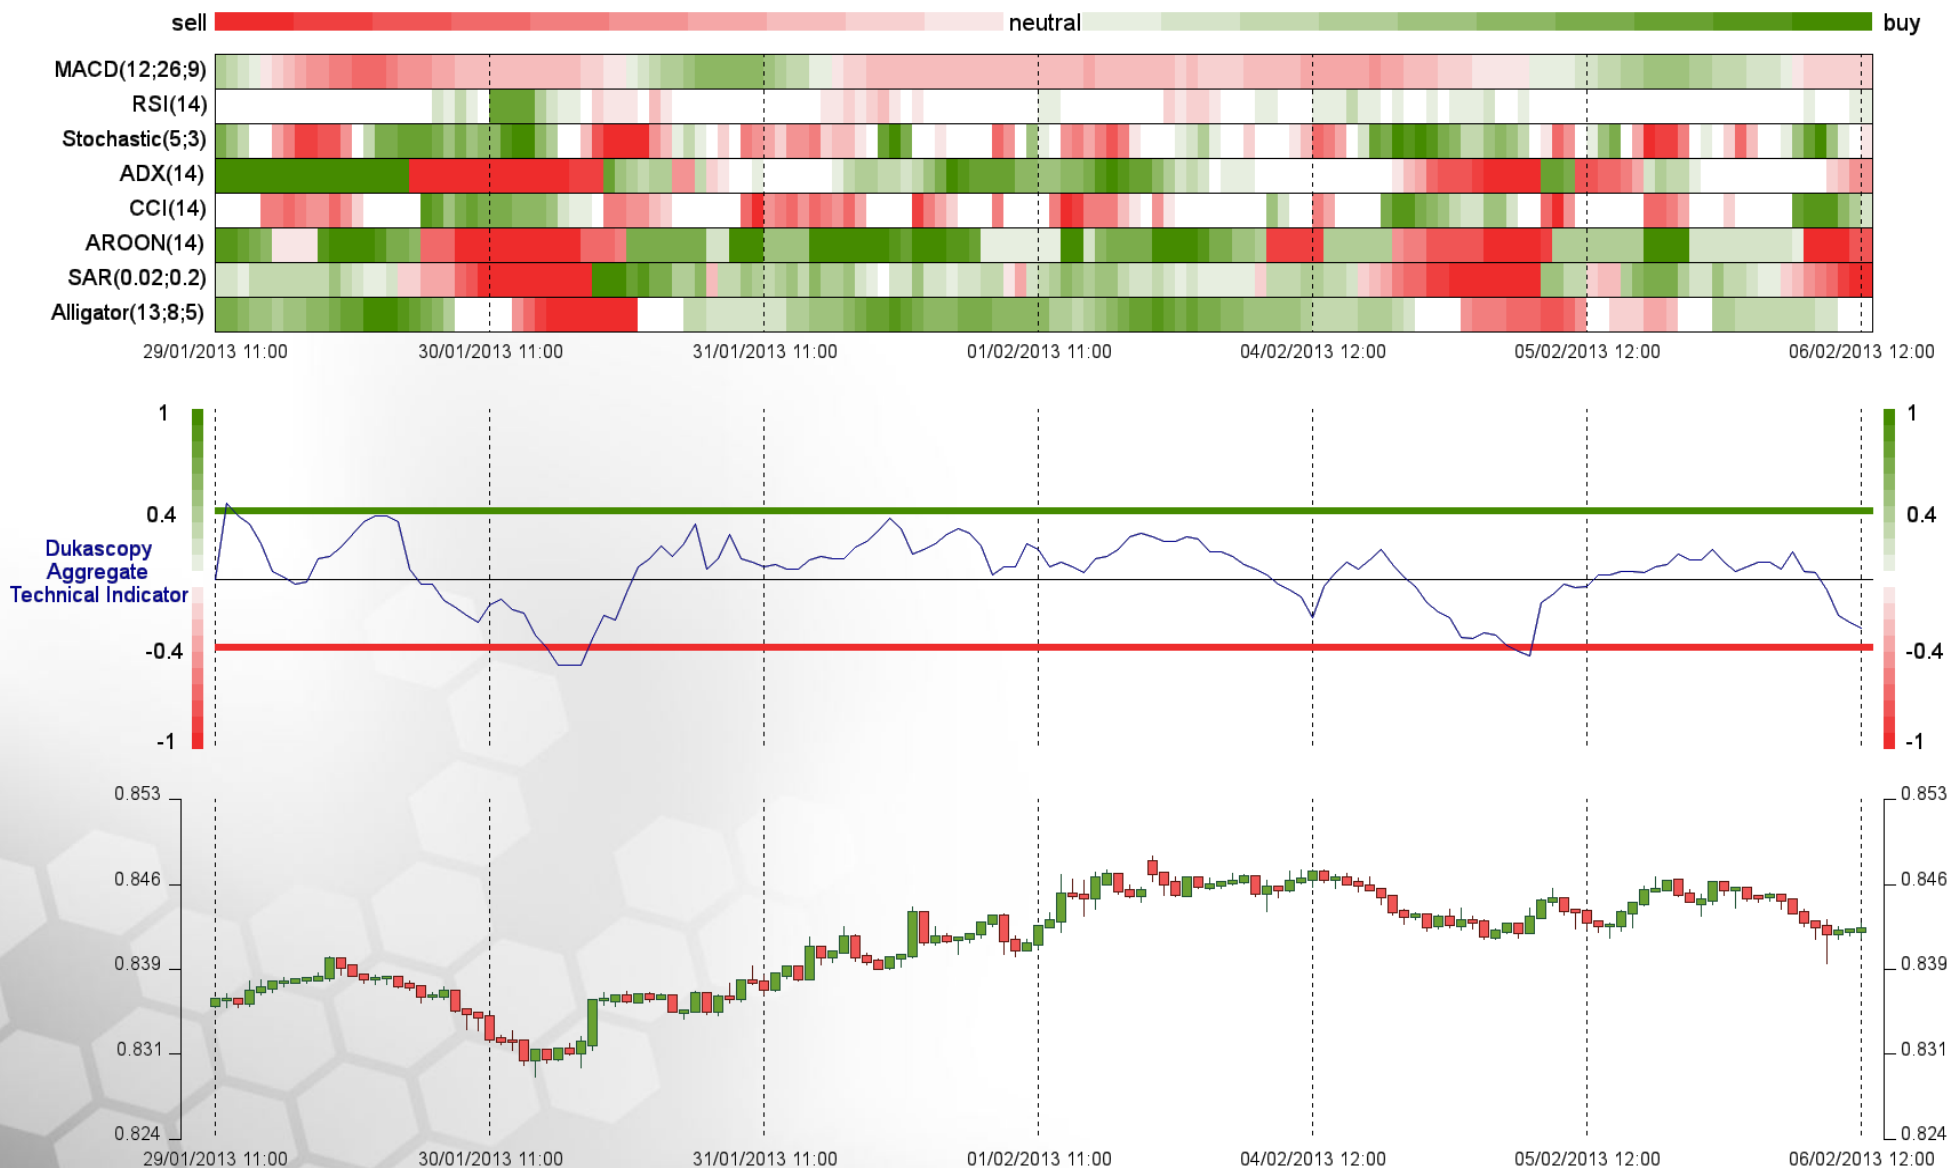 sell neutral buy
MACD(12;26;9)
RSI(14)
Stochastic(5;3)
ADX(14)
CCI(14)
AROON(14)
SAR(0.02;0.2)
Alligator(13;8;5)
29/01/2013 11:00 30/01/2013 11:00 31/01/2013 11:00 01/02/2013 11:00 04/02/2013 12:00 05/02/2013 12:00 06/02/2013 12:00
1 1
0.4 0.4
Dukascopy
Aggregate
Technical Indicator
-0.4 -0.4
-1 -1
0.853 0.853
0.846 0.846
0.839 0.839
0.831 0.831
0.824 0.824
29/01/2013 11:00 30/01/2013 11:00 31/01/2013 11:00 01/02/2013 11:00 04/02/2013 12:00 05/02/2013 12:00 06/02/2013 12:00